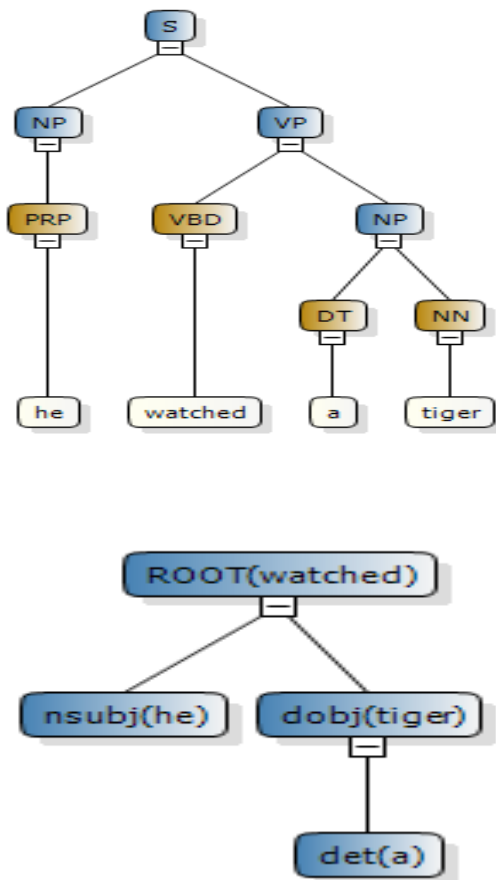 S
NP VP
PRP VBD NP
DT NN
he watched a tiger
ROOT(watched)
nsubj(he) dobj(tiger)
det(a)